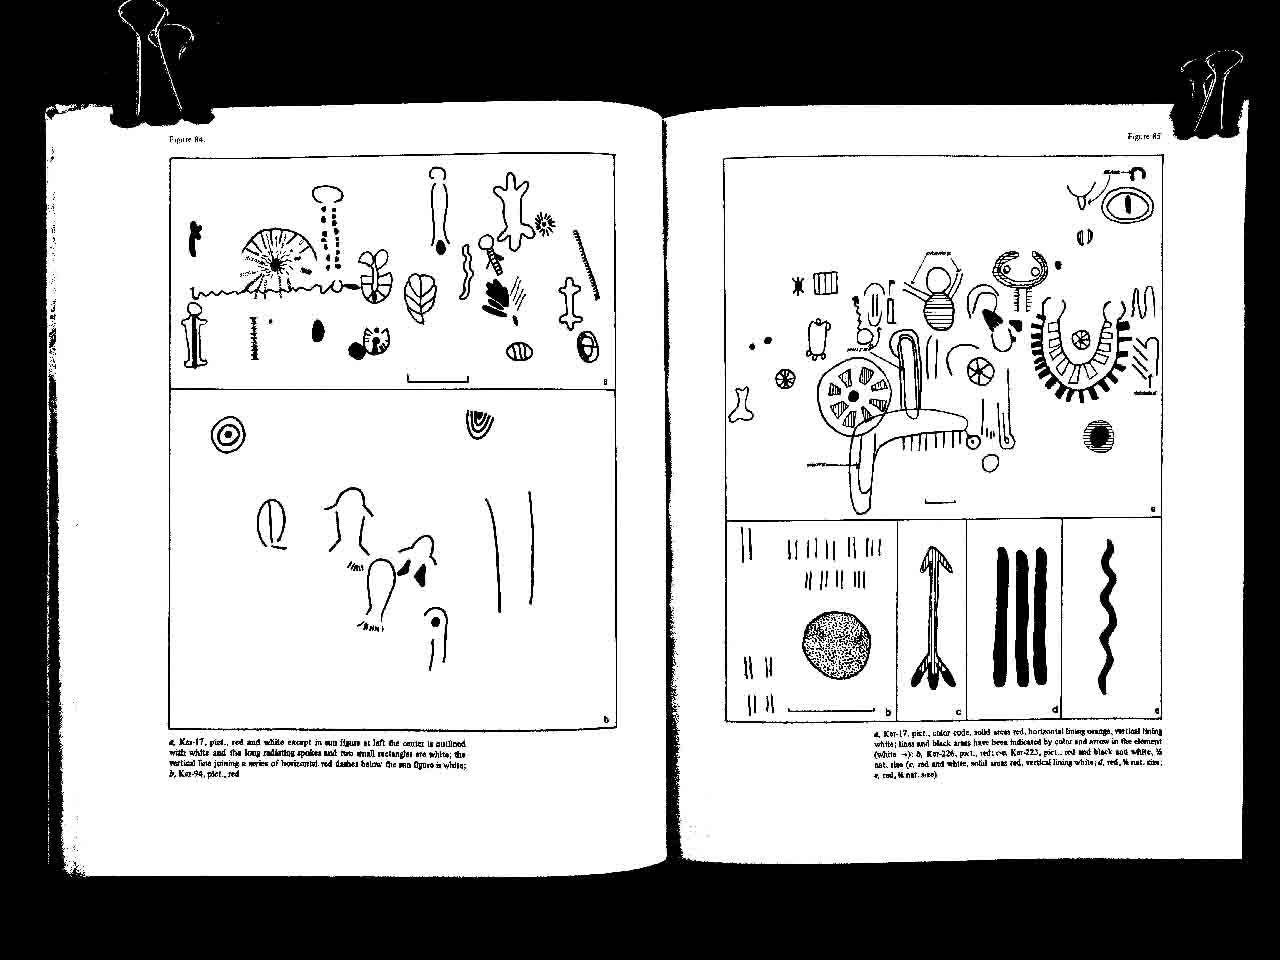 Figure 84.
a
b
a, Ker-17, pict., red and white except in sun figure at left the center is outlined
with white and the long radiating spokes and two small rectangles are white; the
vertical line joining a series of horizontal red dashes below the sun figure is white;
b, Ker-94, pict., red
Figure 85
a
b
c
d
e
a, Ker-17, pict., color code, solid areas red, horizontal lining orange, vertical lining
white; lines and black areas have been indicated by color and arrow in the element
(white →): b, Ker-226, pict., red; c-e, Ker-223, pict., red and black and white, ⅙
nat. size (c, red and white, solid areas red, vertical lining white; d, red, nat. size;
e, red, nat. size)